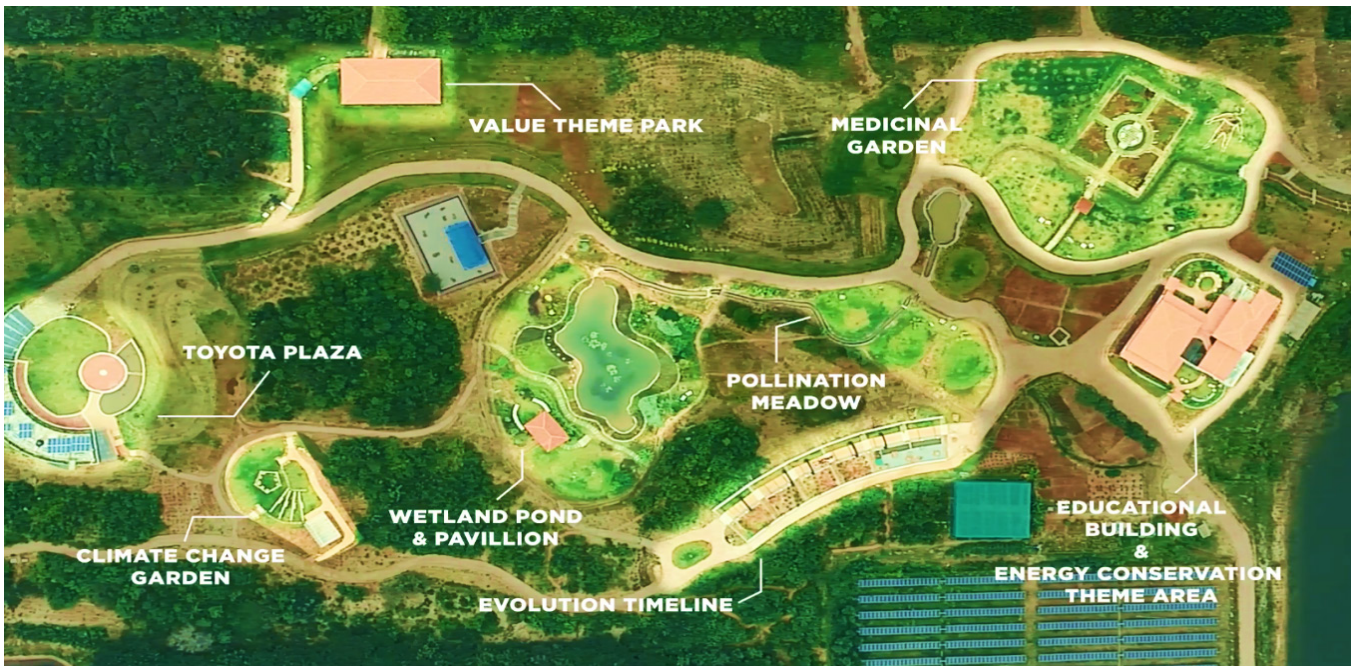 VALUE THEME PARK
MEDICINAL
GARDEN
TOYOTA PLAZA
POLLINATION
MEADOW
WETLAND POND
& PAVILLION
CLIMATE CHANGE
GARDEN
EVOLUTION TIMELINE
EDUCATIONAL
BUILDING
&
ENERGY CONSERVATION
THEME AREA